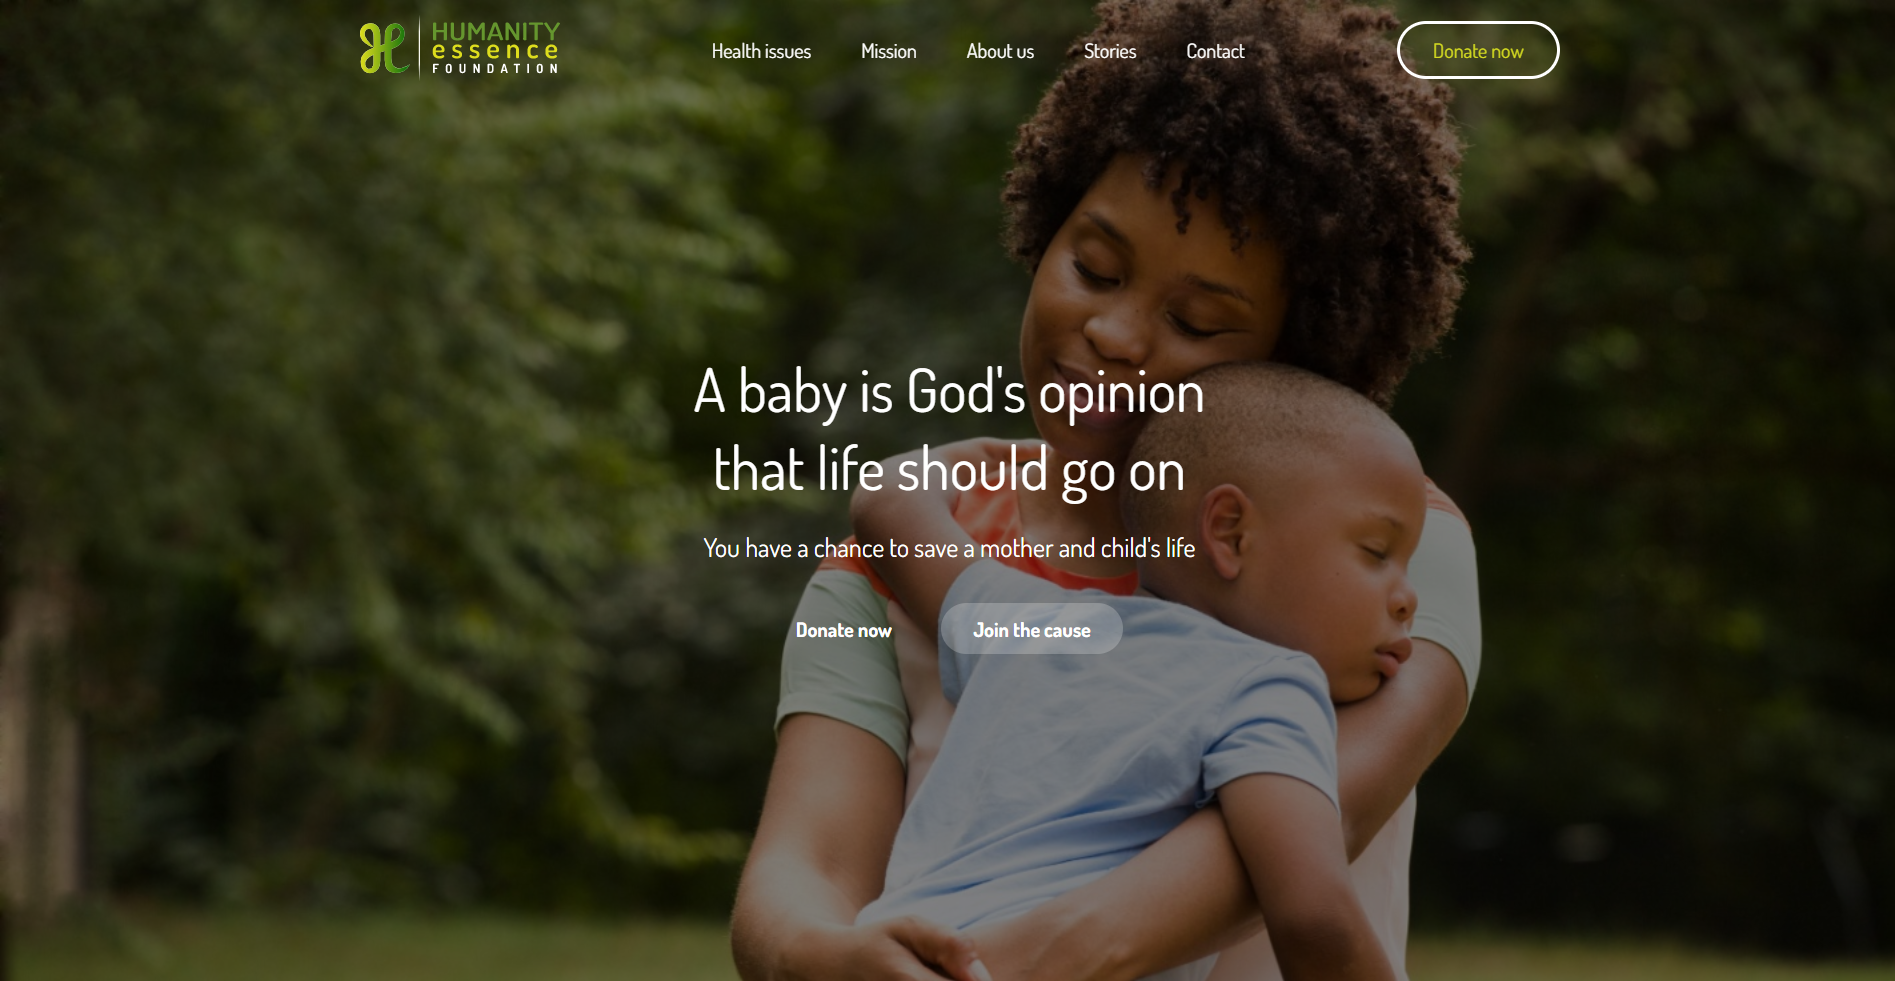 HUMANITY
essence
FOUNDATION
Health issues
Mission
About us
Stories
Contact
Donate now
A baby is God's opinion
that life should go on
You have a chance to save a mother and child's life
Donate now
Join the cause